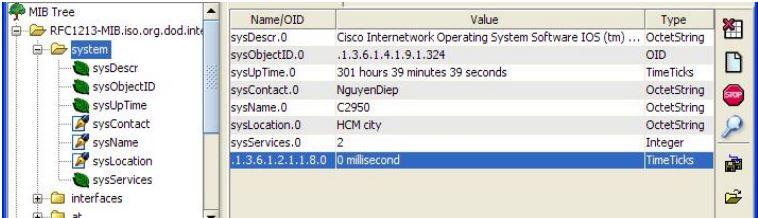 MIB Tree
RFC1213-MIB.iso.org.dod.inte
system
sysDescr
sysObjectID
sysUpTime
sysContact
sysName
sysLocation
sysServices
interfaces
at
Name/OID Value Type
sysDescr.0 Cisco Internetwork Operating System Software IOS (tm) ... OctetString
sysObjectID.0 .1.3.6.1.4.1.9.1.324 OID
sysUpTime.0 301 hours 39 minutes 39 seconds TimeTicks
sysContact.0 NguyenDiep OctetString
sysName.0 C2950 OctetString
sysLocation.0 HCM city OctetString
sysServices.0 2 Integer
.1.3.6.1.2.1.1.8.0 0 millisecond TimeTicks
STOP